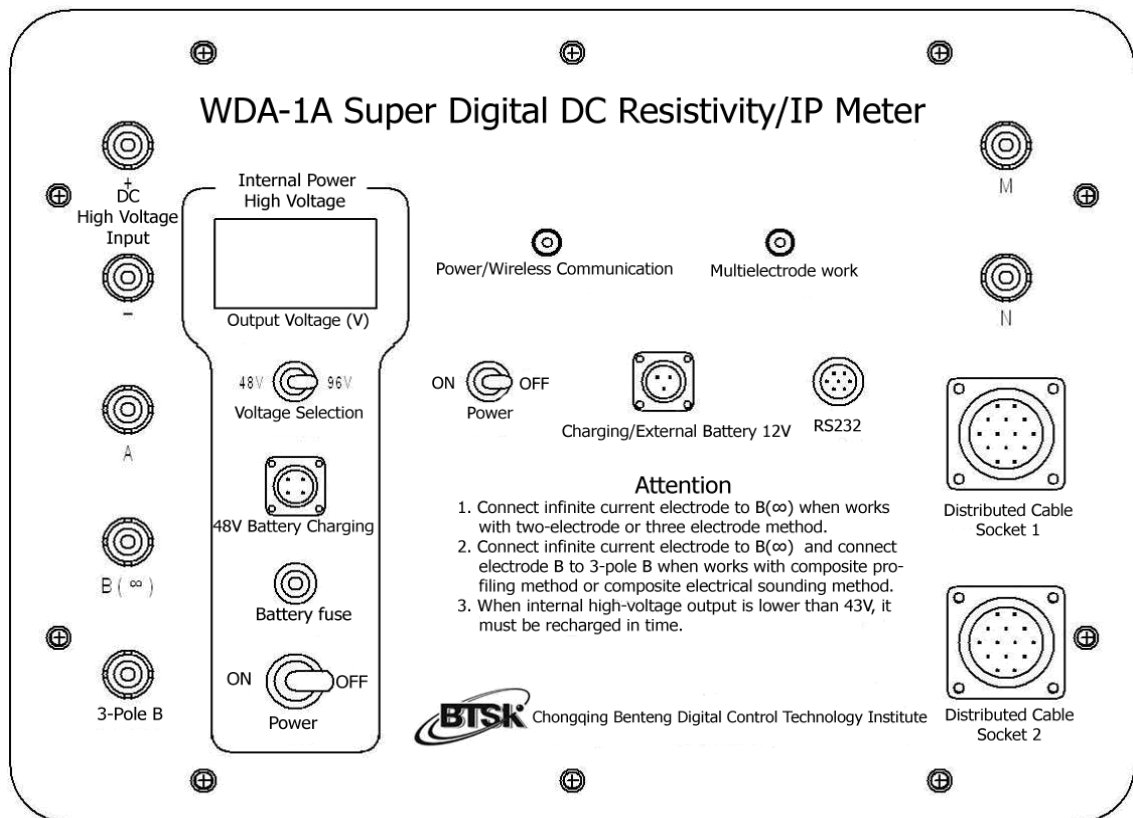 WDA-1A Super Digital DC Resistivity/IP Meter
+
DC
High Voltage
Input
-
A
B ( ∞ )
3-Pole B
Internal Power
High Voltage
Output Voltage (V)
48V 96V
Voltage Selection
48V Battery Charging
Battery fuse
ON OFF
Power
Power/Wireless Communication
Multielectrode work
ON OFF
Power
Charging/External Battery 12V
RS232
Attention
1. Connect infinite current electrode to B(∞) when works
with two-electrode or three electrode method.
2. Connect infinite current electrode to B(∞) and connect
electrode B to 3-pole B when works with composite pro-
filing method or composite electrical sounding method.
3. When internal high-voltage output is lower than 43V, it
must be recharged in time.
BTSK Chongqing Benteng Digital Control Technology Institute
M
N
Distributed Cable
Socket 1
Distributed Cable
Socket 2